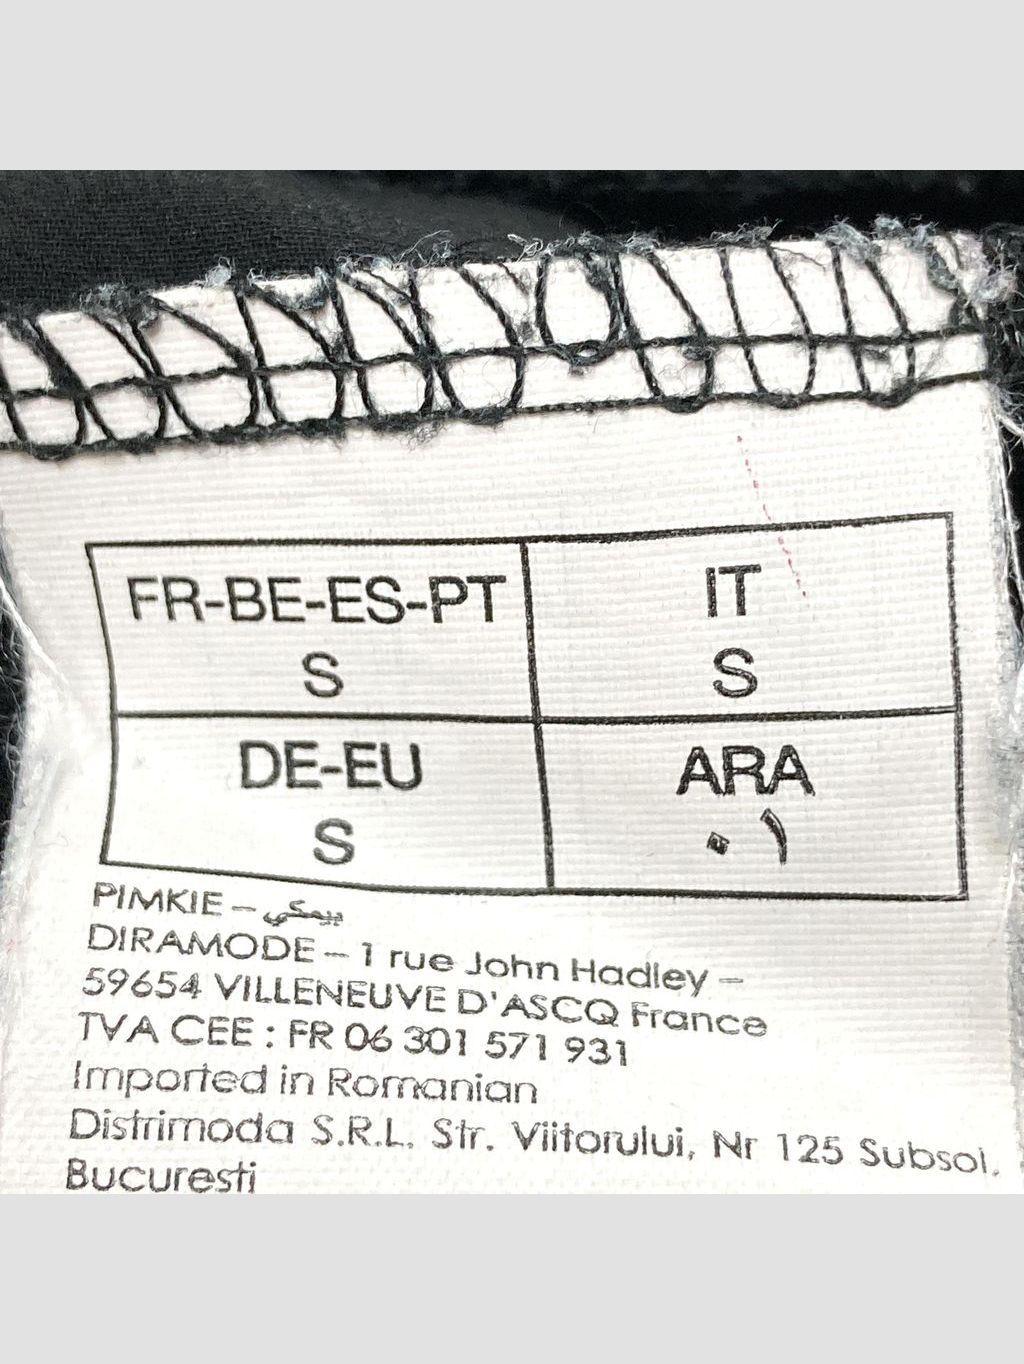 FR-BE-ES-PT
S
IT
S
DE-EU
S
ARA
٠١
PIMKIE – بيمكي
DIRAMODE – 1 rue John Hadley –
59654 VILLENEUVE D'ASCQ France
TVA CEE : FR 06 301 571 931
Imported in Romanian
Distrimoda S.R.L. Str. Viitorului, Nr 125 Subsol.
Bucuresti